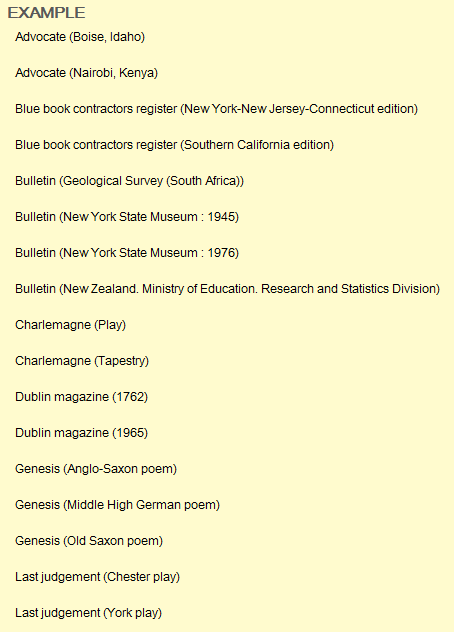 EXAMPLE
Advocate (Boise, Idaho)
Advocate (Nairobi, Kenya)
Blue book contractors register (New York-New Jersey-Connecticut edition)
Blue book contractors register (Southern California edition)
Bulletin (Geological Survey (South Africa))
Bulletin (New York State Museum : 1945)
Bulletin (New York State Museum : 1976)
Bulletin (New Zealand. Ministry of Education. Research and Statistics Division)
Charlemagne (Play)
Charlemagne (Tapestry)
Dublin magazine (1762)
Dublin magazine (1965)
Genesis (Anglo-Saxon poem)
Genesis (Middle High German poem)
Genesis (Old Saxon poem)
Last judgement (Chester play)
Last judgement (York play)